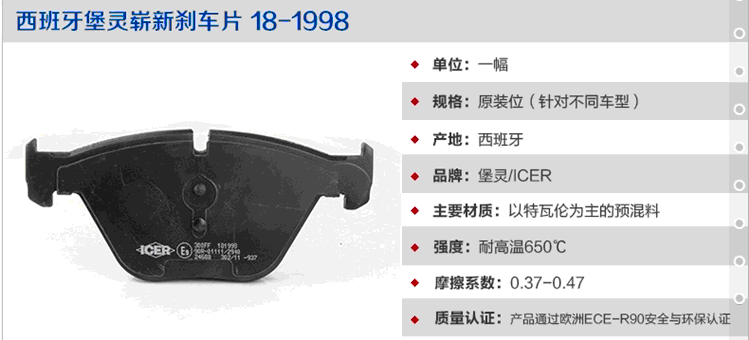 西班牙堡灵崭新刹车片 18-1998
单位：一幅
规格：原装位（针对不同车型）
产地：西班牙
品牌：堡灵/ICER
主要材质：以特瓦伦为主的预混料
强度：耐高温650℃
摩擦系数：0.37-0.47
质量认证：产品通过欧洲ECE-R90安全与环保认证
ICER
E9
300FF 181998
90R-01111/2940
24688 302/11 -937